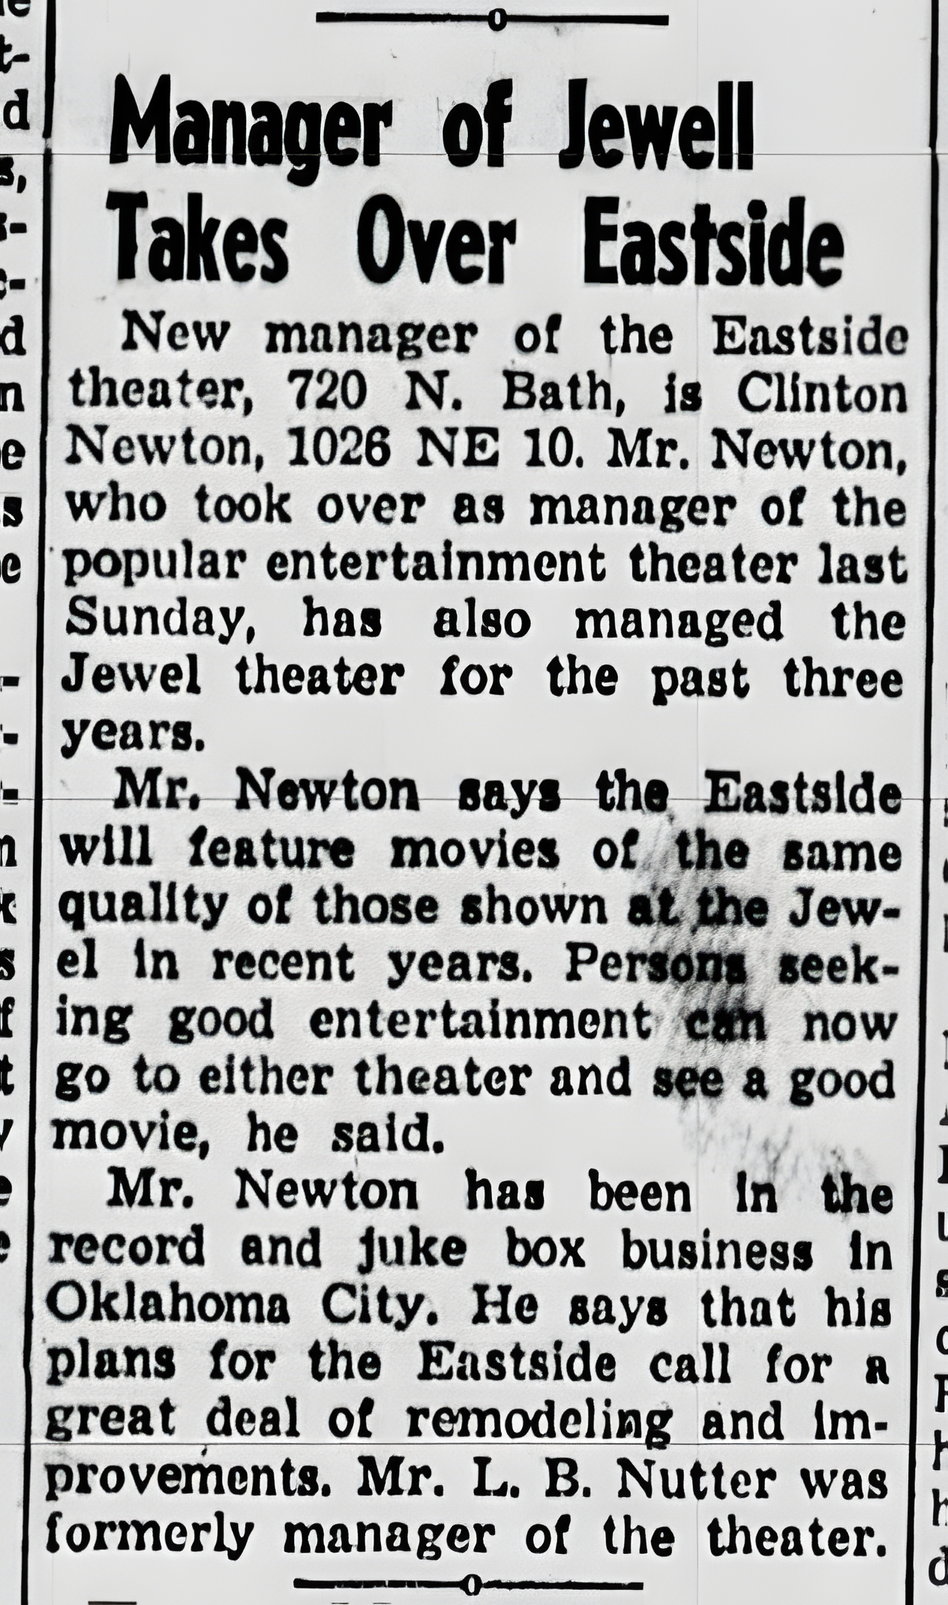 Manager of Jewell
Takes Over Eastside
New manager of the Eastside
theater, 720 N. Bath, is Clinton
Newton, 1026 NE 10. Mr. Newton,
who took over as manager of the
popular entertainment theater last
Sunday, has also managed the
Jewel theater for the past three
years.
Mr. Newton says the Eastside
will feature movies of the same
quality of those shown at the Jew-
el in recent years. Persons seek-
ing good entertainment can now
go to either theater and see a good
movie, he said.
Mr. Newton has been in the
record and juke box business in
Oklahoma City. He says that his
plans for the Eastside call for a
great deal of remodeling and im-
provements. Mr. L. B. Nutter was
formerly manager of the theater.